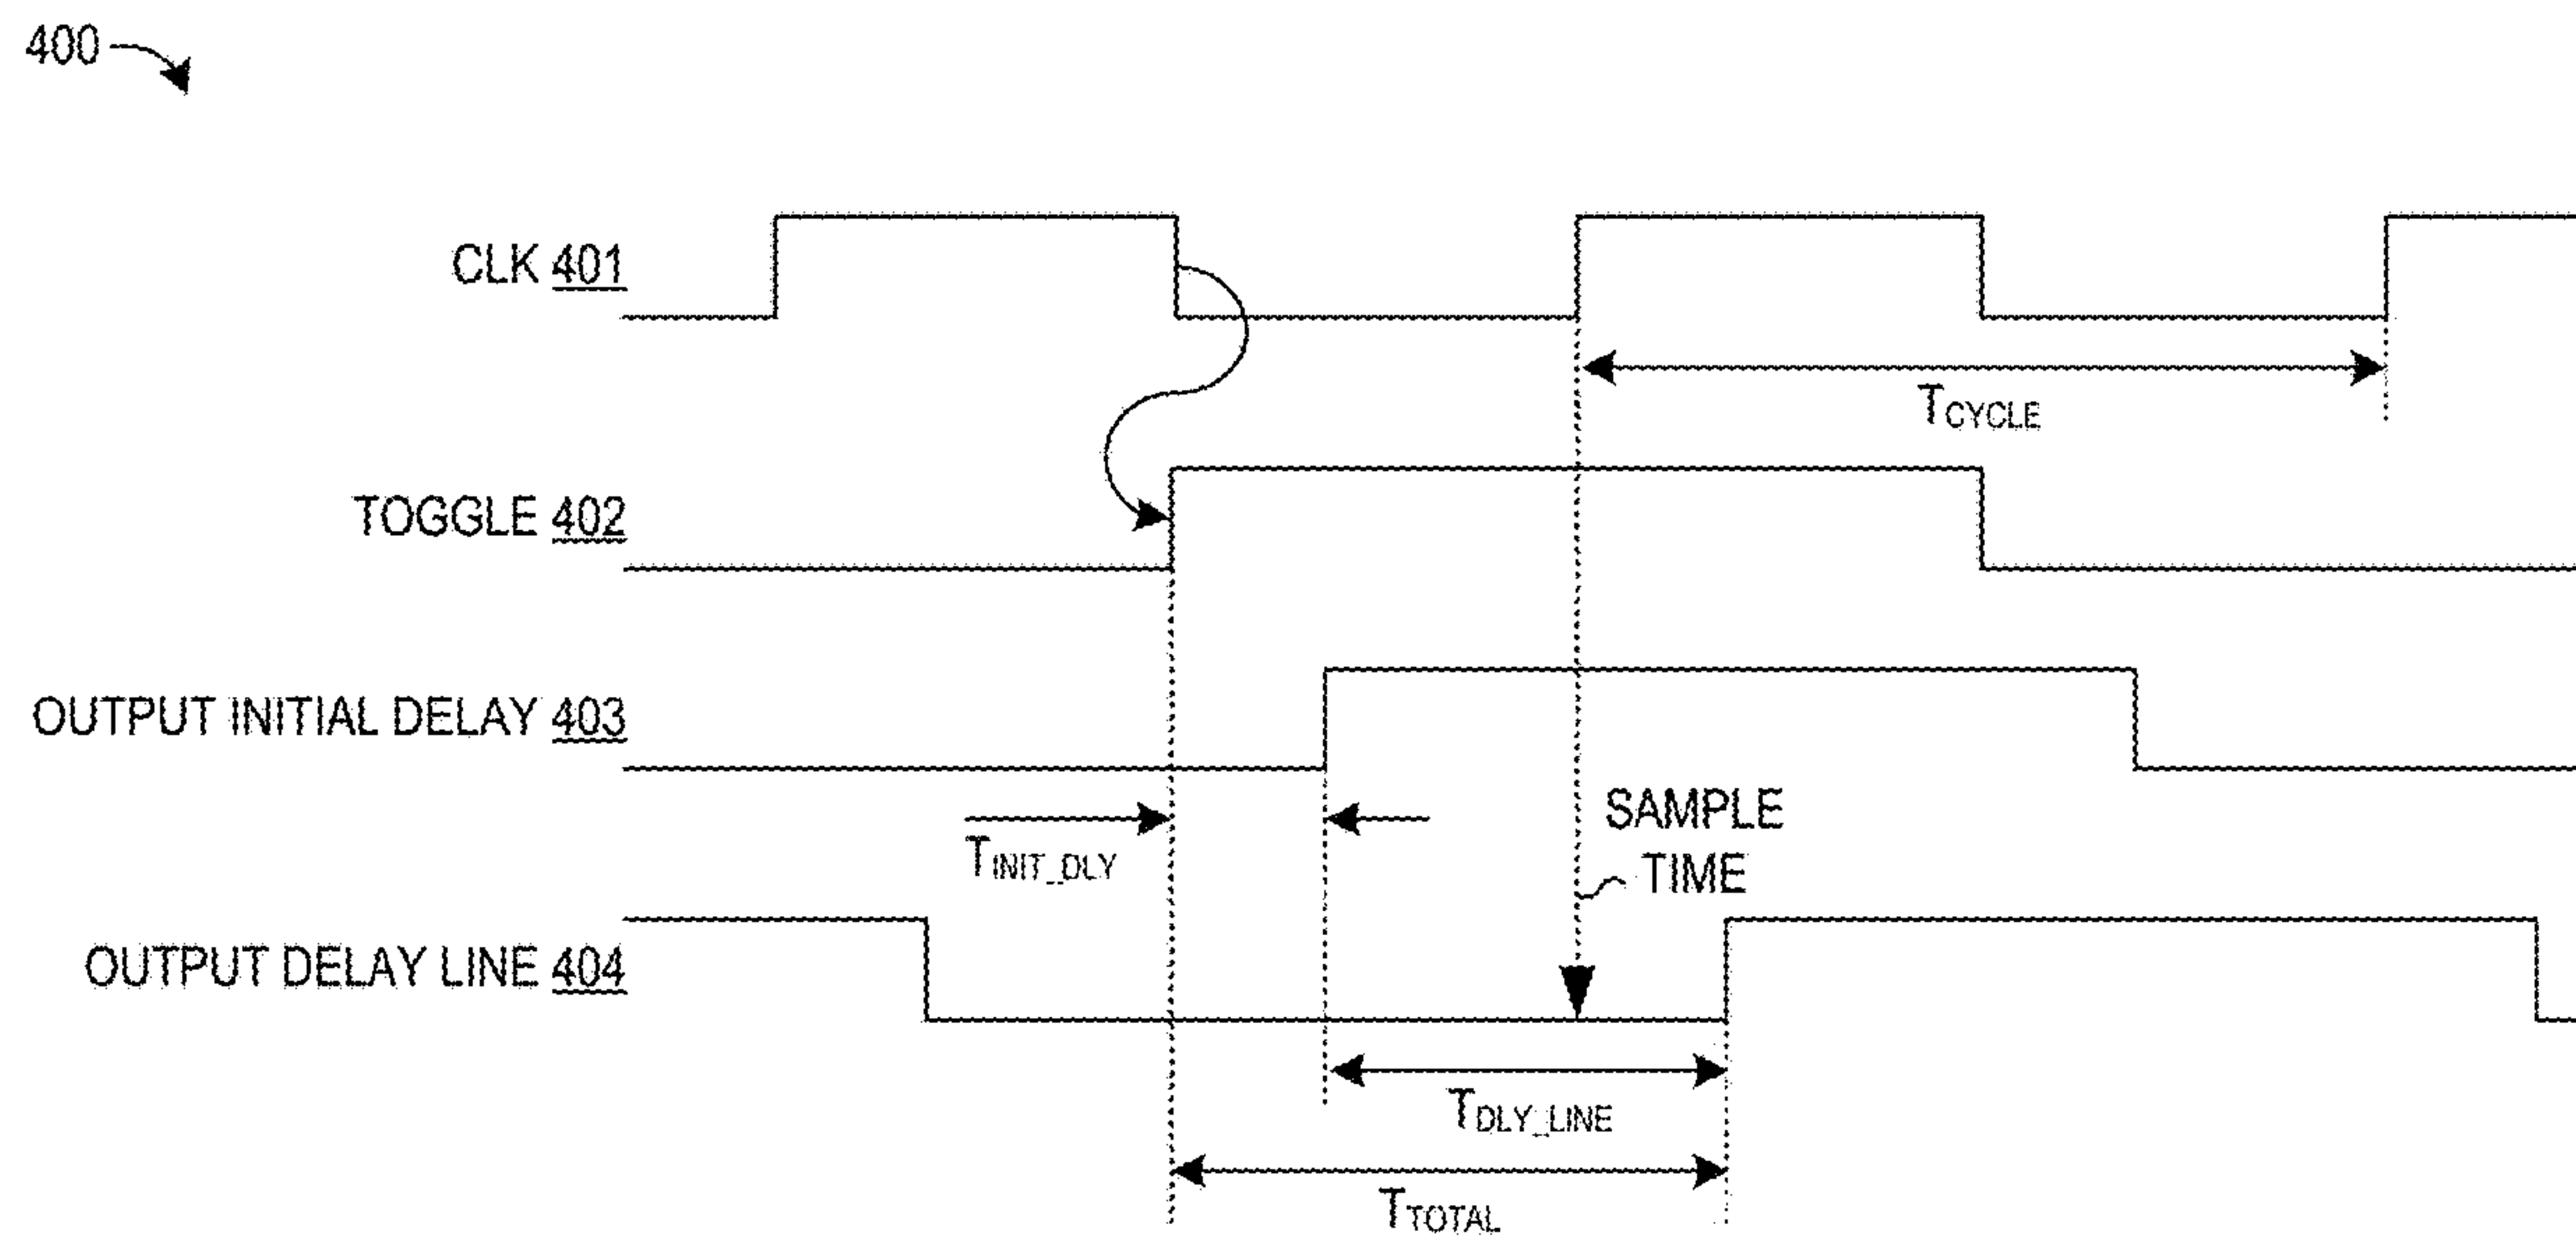 400
CLK 401
TCYCLE
TOGGLE 402
OUTPUT INITIAL DELAY 403
SAMPLE
TIME
TINIT_DLY
OUTPUT DELAY LINE 404
TDLY_LINE
TTOTAL